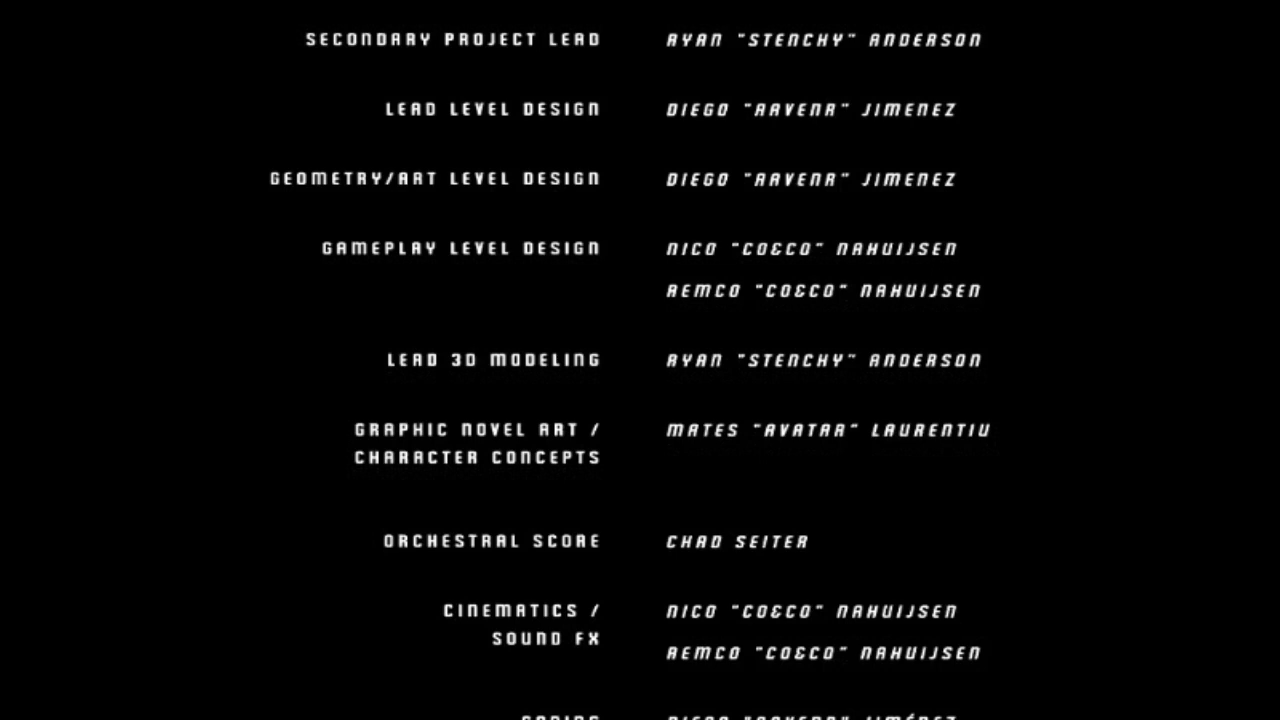 SECONDARY PROJECT LEAD RYAN "STENCHY" ANDERSON
LEAD LEVEL DESIGN DIEGO "RAVENR" JIMENEZ
GEOMETRY/ART LEVEL DESIGN DIEGO "RAVENR" JIMENEZ
GAMEPLAY LEVEL DESIGN NICO "CO&CO" NAHUIJSEN
REMCO "CO&CO" NAHUIJSEN
LEAD 3D MODELING RYAN "STENCHY" ANDERSON
GRAPHIC NOVEL ART / MATES "AVATAR" LAURENTIU
CHARACTER CONCEPTS
ORCHESTRAL SCORE CHAD SEITER
CINEMATICS / NICO "CO&CO" NAHUIJSEN
SOUND FX
REMCO "CO&CO" NAHUIJSEN